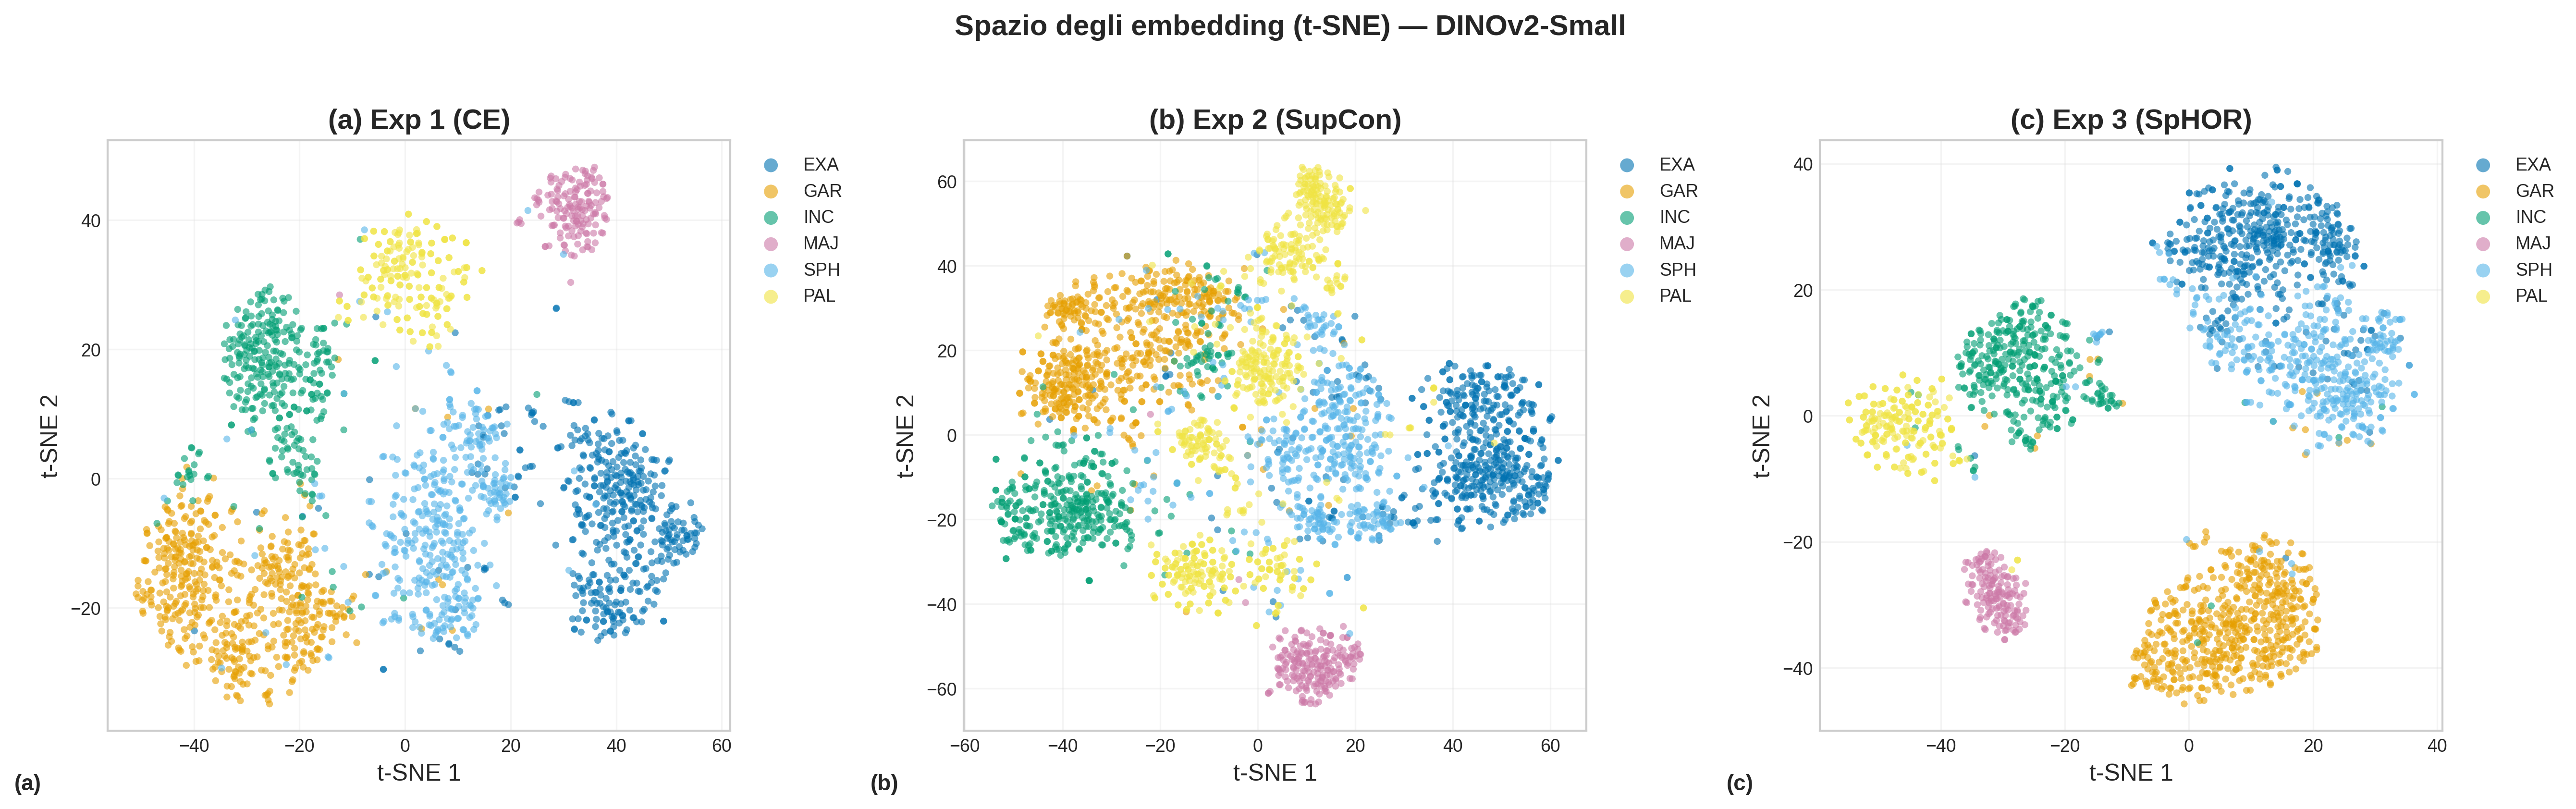 Spazio degli embedding (t-SNE) — DINOv2-Small
(a) Exp 1 (CE)
40
20
0
−20
t-SNE 2
−40 −20 0 20 40 60
t-SNE 1
EXA
GAR
INC
MAJ
SPH
PAL
(a)
(b) Exp 2 (SupCon)
60
40
20
0
−20
−40
−60
t-SNE 2
−60 −40 −20 0 20 40 60
t-SNE 1
EXA
GAR
INC
MAJ
SPH
PAL
(b)
(c) Exp 3 (SpHOR)
40
20
0
−20
−40
t-SNE 2
−40 −20 0 20 40
t-SNE 1
EXA
GAR
INC
MAJ
SPH
PAL
(c)